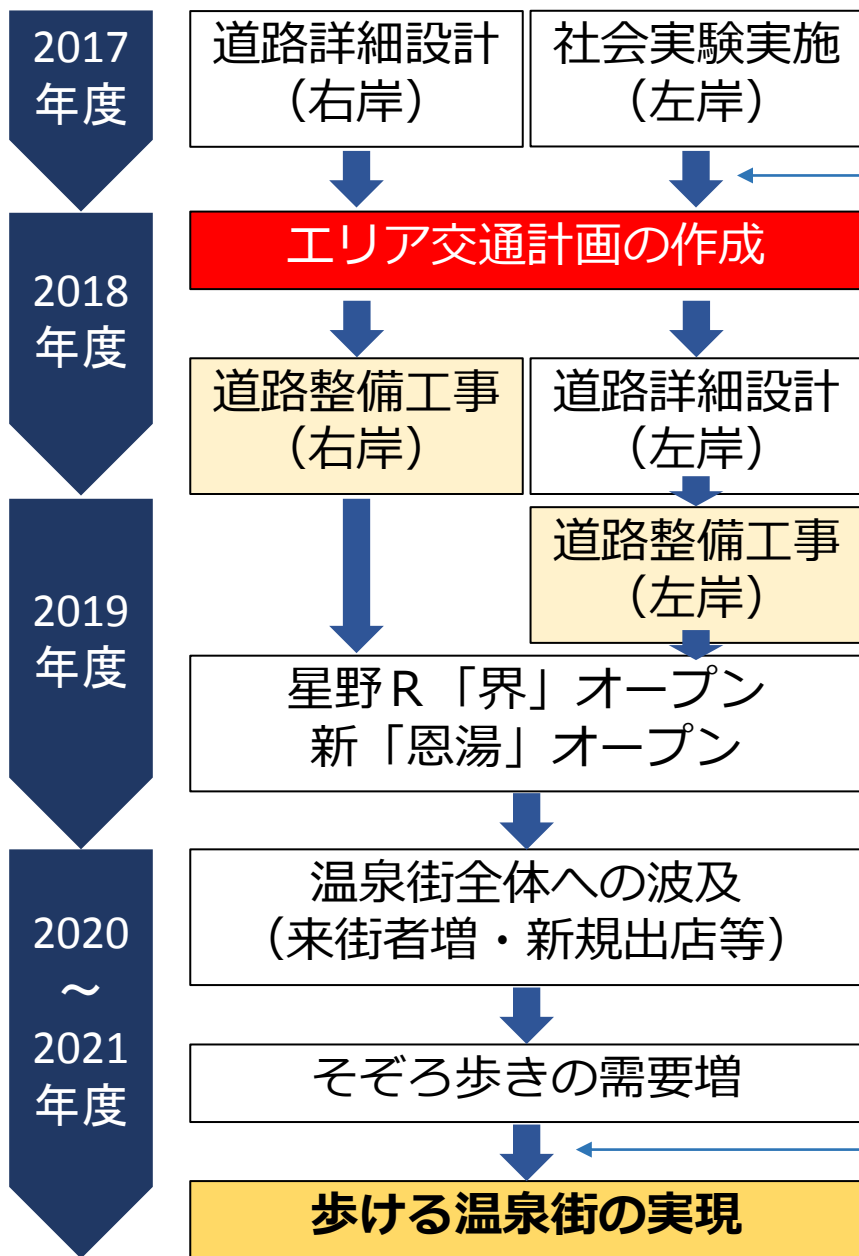 2017
年度
道路詳細設計
（右岸）
社会実験実施
（左岸）
2018
年度
エリア交通計画の作成
道路整備工事
（右岸）
道路詳細設計
（左岸）
2019
年度
道路整備工事
（左岸）
星野Ｒ「界」オープン
新「恩湯」オープン
2020
～
2021
年度
温泉街全体への波及
（来街者増・新規出店等）
そぞろ歩きの需要増
歩ける温泉街の実現